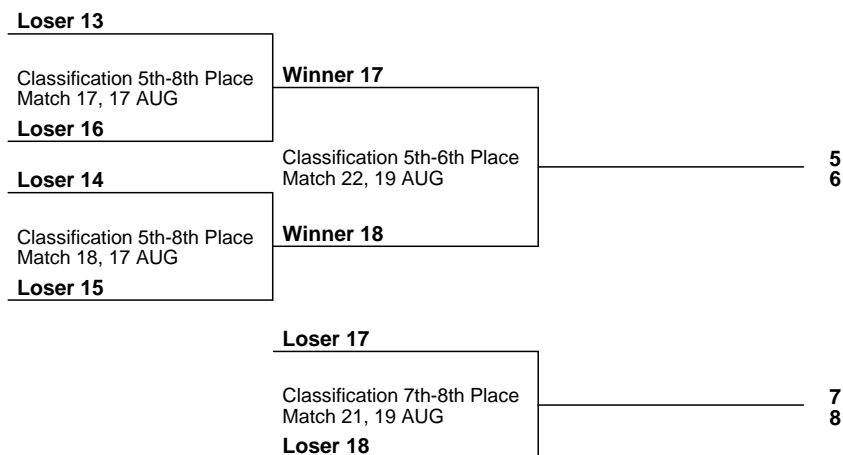 Loser 13
Classification 5th-8th Place
Match 17, 17 AUG
Loser 16
Winner 17
Classification 5th-6th Place
Match 22, 19 AUG
5
6
Loser 14
Classification 5th-8th Place
Match 18, 17 AUG
Loser 15
Winner 18
Loser 17
Classification 7th-8th Place
Match 21, 19 AUG
7
8
Loser 18